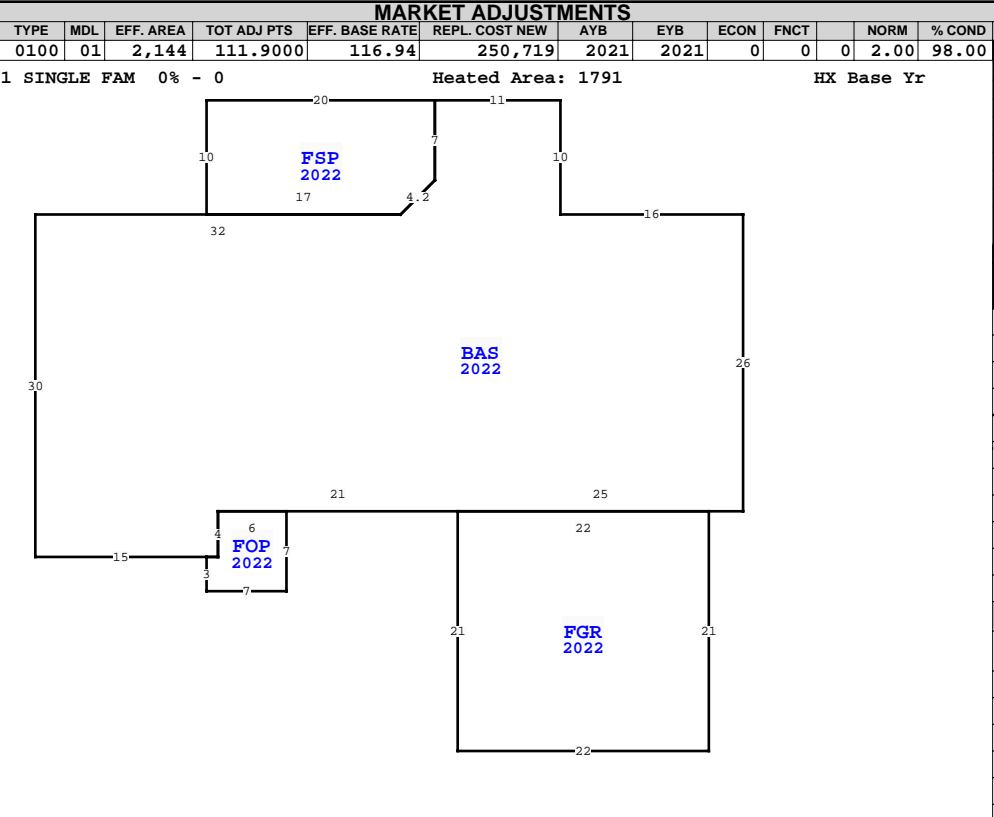 MARKET ADJUSTMENTS
TYPE MDL EFF. AREA TOT ADJ PTS EFF. BASE RATE REPL. COST NEW AYB EYB ECON FNCT NORM % COND
0100 01 2,144 111.9000 116.94 250,719 2021 2021 0 0 0 2.00 98.00
1 SINGLE FAM 0% - 0 Heated Area: 1791 HX Base Yr
20 11
7
10 FSP 10
2022
17 4.2
16
32
BAS
2022
26
30
21 25
4 6 22
FOP 7
2022
15
3
7
21 FGR 21
2022
22